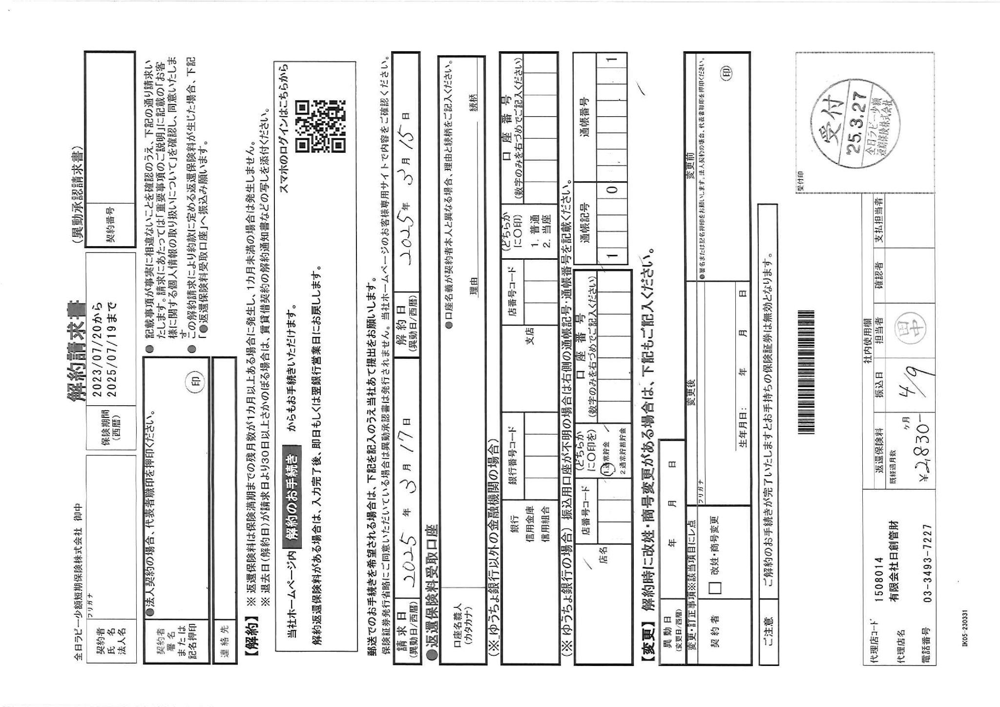 解約請求書
(異動承認請求書)
全日ラビー少額短期保険株式会社 御中
フリガナ
契約者
氏 名
法人名
保険期間
(西暦)
2023/07/20から
2025/07/19まで
契約番号
契約者
署 名
または
記名押印
●法人契約の場合、代表者職印を押印ください。
印
連 絡 先
● 記載事項が事実に相違ないことを確認のうえ、下記の通り請求い
たします。請求にあたっては「重要事項のご説明」に記載の「お客
様に関する個人情報の取り扱いについて」を確認し、同意いたしま
す
● この解約請求により約款に定める返還保険料が生じた場合、下記
「●返還保険料受取口座」へ振込み願います。
【解約】 ※ 返還保険料は保険満期までの残月数が1カ月以上ある場合に発生し、1カ月未満の場合は発生しません。
※ 退去日(解約日)が請求日より30日以上さかのぼる場合は、賃貸借契約の解約通知書などの写しを添付ください。
スマホのログインはこちらから
当社ホームページ内 解約のお手続き からもお手続きいただけます。
解約返還保険料がある場合は、入力完了後、即日もしくは翌銀行営業日にお戻しします。
郵送でのお手続きを希望される場合は、下記を記入のうえ当社あて提出をお願いします。
保険証券発行省略にご同意いただいている場合は異動承認書は発行されません。当社ホームページのお客様専用サイトで内容をご確認ください。
請 求 日
(異動日/西暦)
2025 年 3 月 17 日
解 約 日
(異動日/西暦)
2025 年 3 月 15 日
●返還保険料受取口座
口座名義人
(カタカナ)
●口座名義が契約者本人と異なる場合、理由と続柄をご記入ください。
理由
続柄
(※ ゆうちょ銀行以外の金融機関の場合)
銀行
信用金庫
信用組合
銀行番号コード
支店
店番号コード
(どちらか
に〇印)
1. 普通
2. 当座
口 座 番 号
(数字のみを右づめでご記入ください)
(※ ゆうちょ銀行の場合) 振込用口座が不明の場合は右側の通帳記号・通帳番号を記載ください。
店名
店番号コード
(どちらか
に〇印を)
1.通常貯金
2.通常貯蓄貯金
口 座 番 号
(数字のみを右づめでご記入ください)
通帳記号
1 0
通帳番号
1
【変更】 解約時に改姓・商号変更がある場合は、下記もご記入ください。
異 動 日
(変更日/西暦)
年 月 日
変更・訂正事項※該当項目にレ点
変更後
変更前
契 約 者
改姓・商号変更
フリガナ
生年月日: 年 月 日
●署名または記名押印をお願いします。法人契約の場合、代表者職印を押印ください。
印
ご注意
ご解約のお手続きが完了いたしますとお手持ちの保険証券は無効となります。
受付印
受付
'25.3.27
全日ラビー少額
短期保険株式会社
代理店コード 1508014
代理店名 有限会社日創管財
電話番号 03-3493-7227
社内使用欄
返還保険料
振込日
担当者
確認者
支払担当者
既経過月数
ヶ月
¥2,830-
4/9
田中
IK05-230331